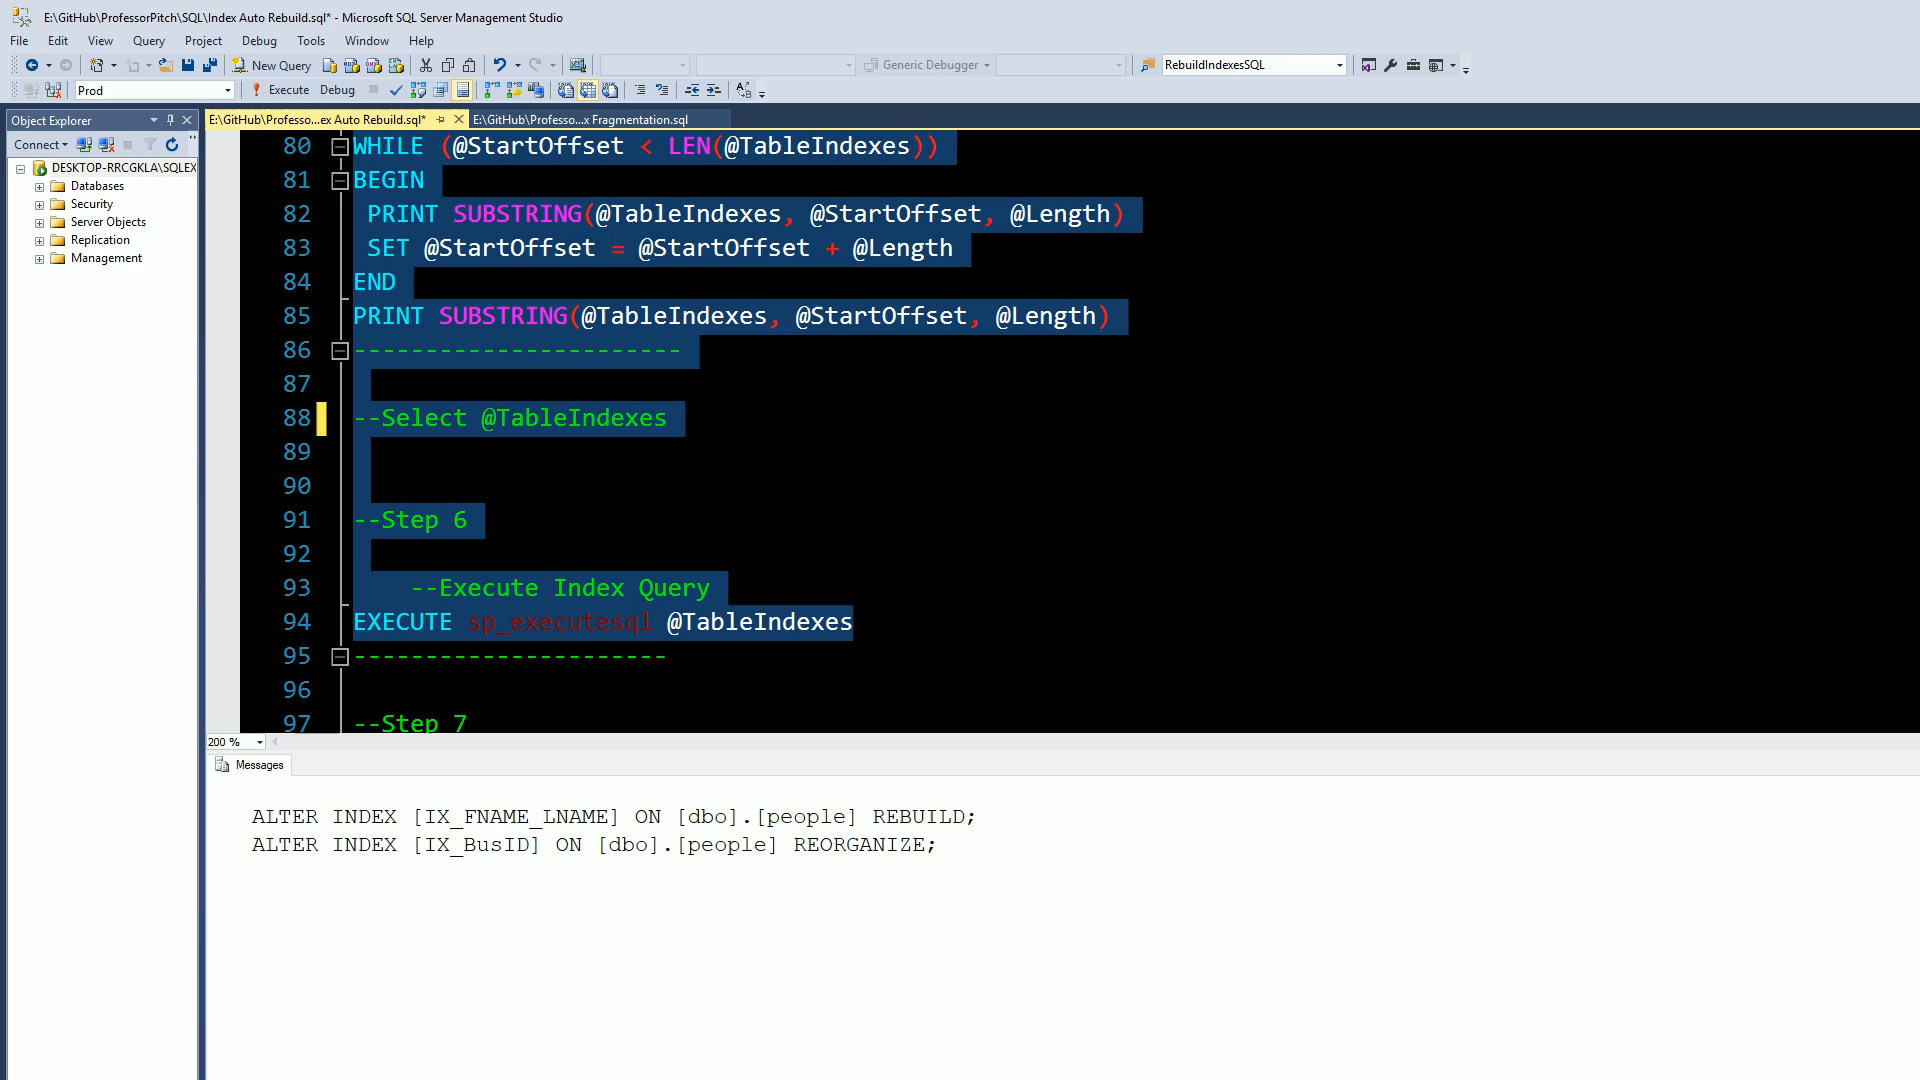 E:\GitHub\ProfessorPitch\SQL\Index Auto Rebuild.sql* - Microsoft SQL Server Management Studio
File Edit View Query Project Debug Tools Window Help
New Query Generic Debugger RebuildIndexesSQL
Prod Execute Debug
Object Explorer
E:\GitHub\Professo...ex Auto Rebuild.sql* E:\GitHub\Professo...x Fragmentation.sql
Connect
DESKTOP-RRCGKLA\SQLEX
Databases
Security
Server Objects
Replication
Management
80 WHILE (@StartOffset < LEN(@TableIndexes))
81 BEGIN
82 PRINT SUBSTRING(@TableIndexes, @StartOffset, @Length)
83 SET @StartOffset = @StartOffset + @Length
84 END
85 PRINT SUBSTRING(@TableIndexes, @StartOffset, @Length)
86 -----------------------
87
88 --Select @TableIndexes
89
90
91 --Step 6
92
93 --Execute Index Query
94 EXECUTE sp_executesql @TableIndexes
95 ----------------------
96
97 --Step 7
200 %
Messages
ALTER INDEX [IX_FNAME_LNAME] ON [dbo].[people] REBUILD;
ALTER INDEX [IX_BusID] ON [dbo].[people] REORGANIZE;